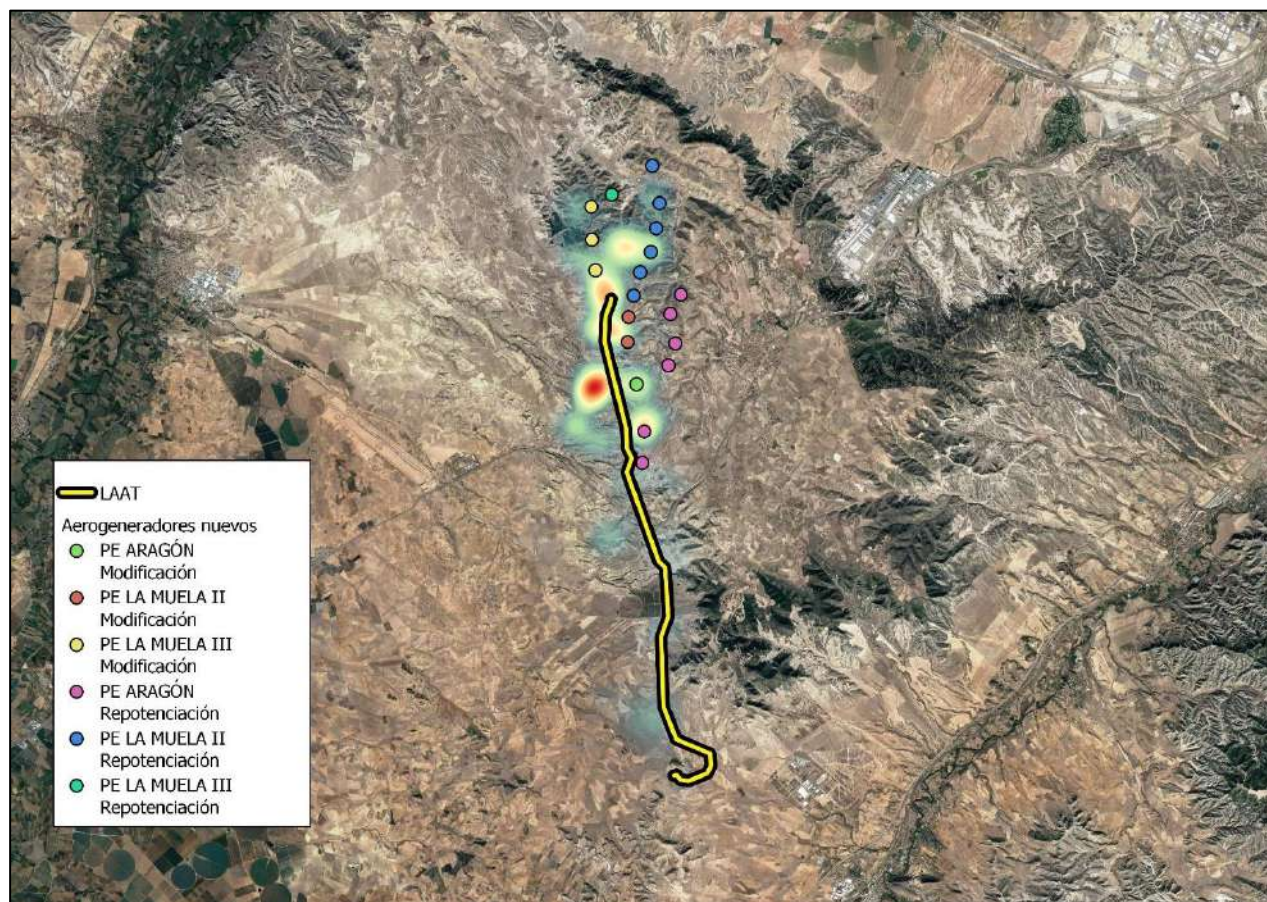 LAAT
Aerogeneradores nuevos
PE ARAGÓN
Modificación
PE LA MUELA II
Modificación
PE LA MUELA III
Modificación
PE ARAGÓN
Repotenciación
PE LA MUELA II
Repotenciación
PE LA MUELA III
Repotenciación